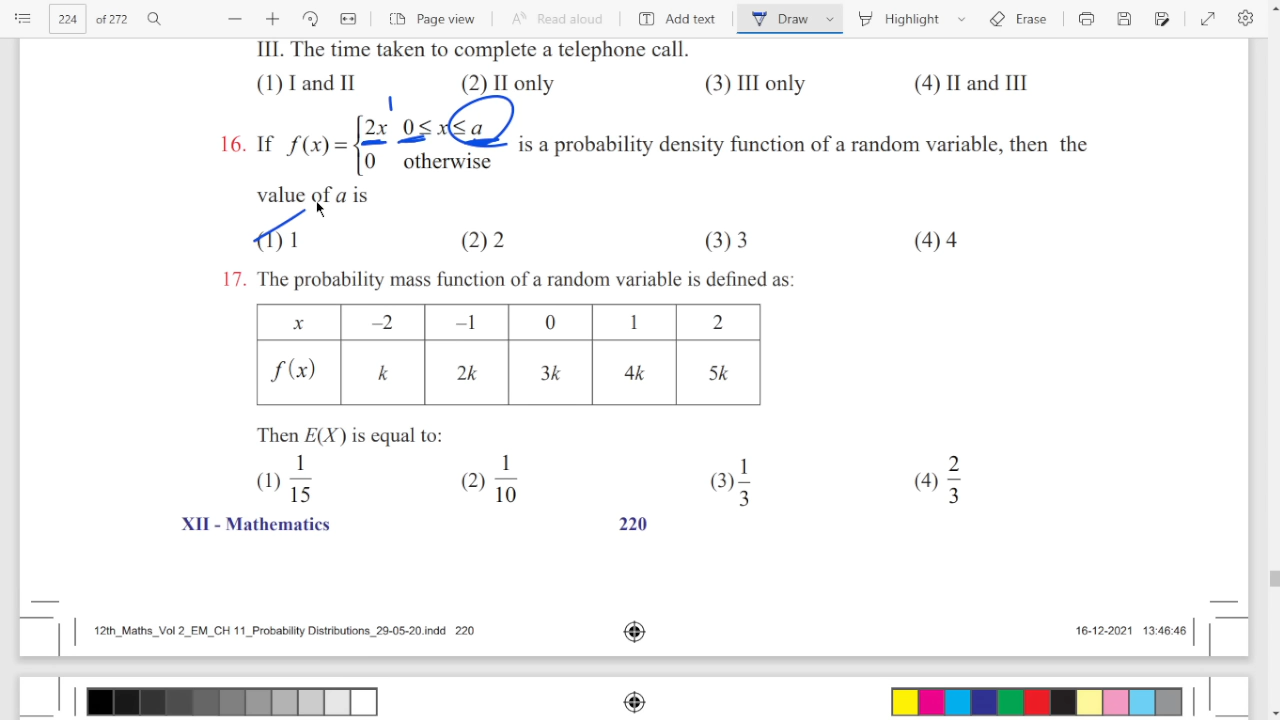 224 of 272 Page view Read aloud Add text Draw Highlight Erase
III. The time taken to complete a telephone call.
(1) I and II (2) II only (3) III only (4) II and III
16. If f(x) = { 2x 0 ≤ x ≤ a
0 otherwise is a probability density function of a random variable, then the
value of a is
(1) 1 (2) 2 (3) 3 (4) 4
17. The probability mass function of a random variable is defined as:
x –2 –1 0 1 2
f(x) k 2k 3k 4k 5k
Then E(X) is equal to:
(1) 1/15 (2) 1/10 (3) 1/3 (4) 2/3
XII - Mathematics 220
12th_Maths_Vol 2_EM_CH 11_Probability Distributions_29-05-20.indd 220 16-12-2021 13:46:46